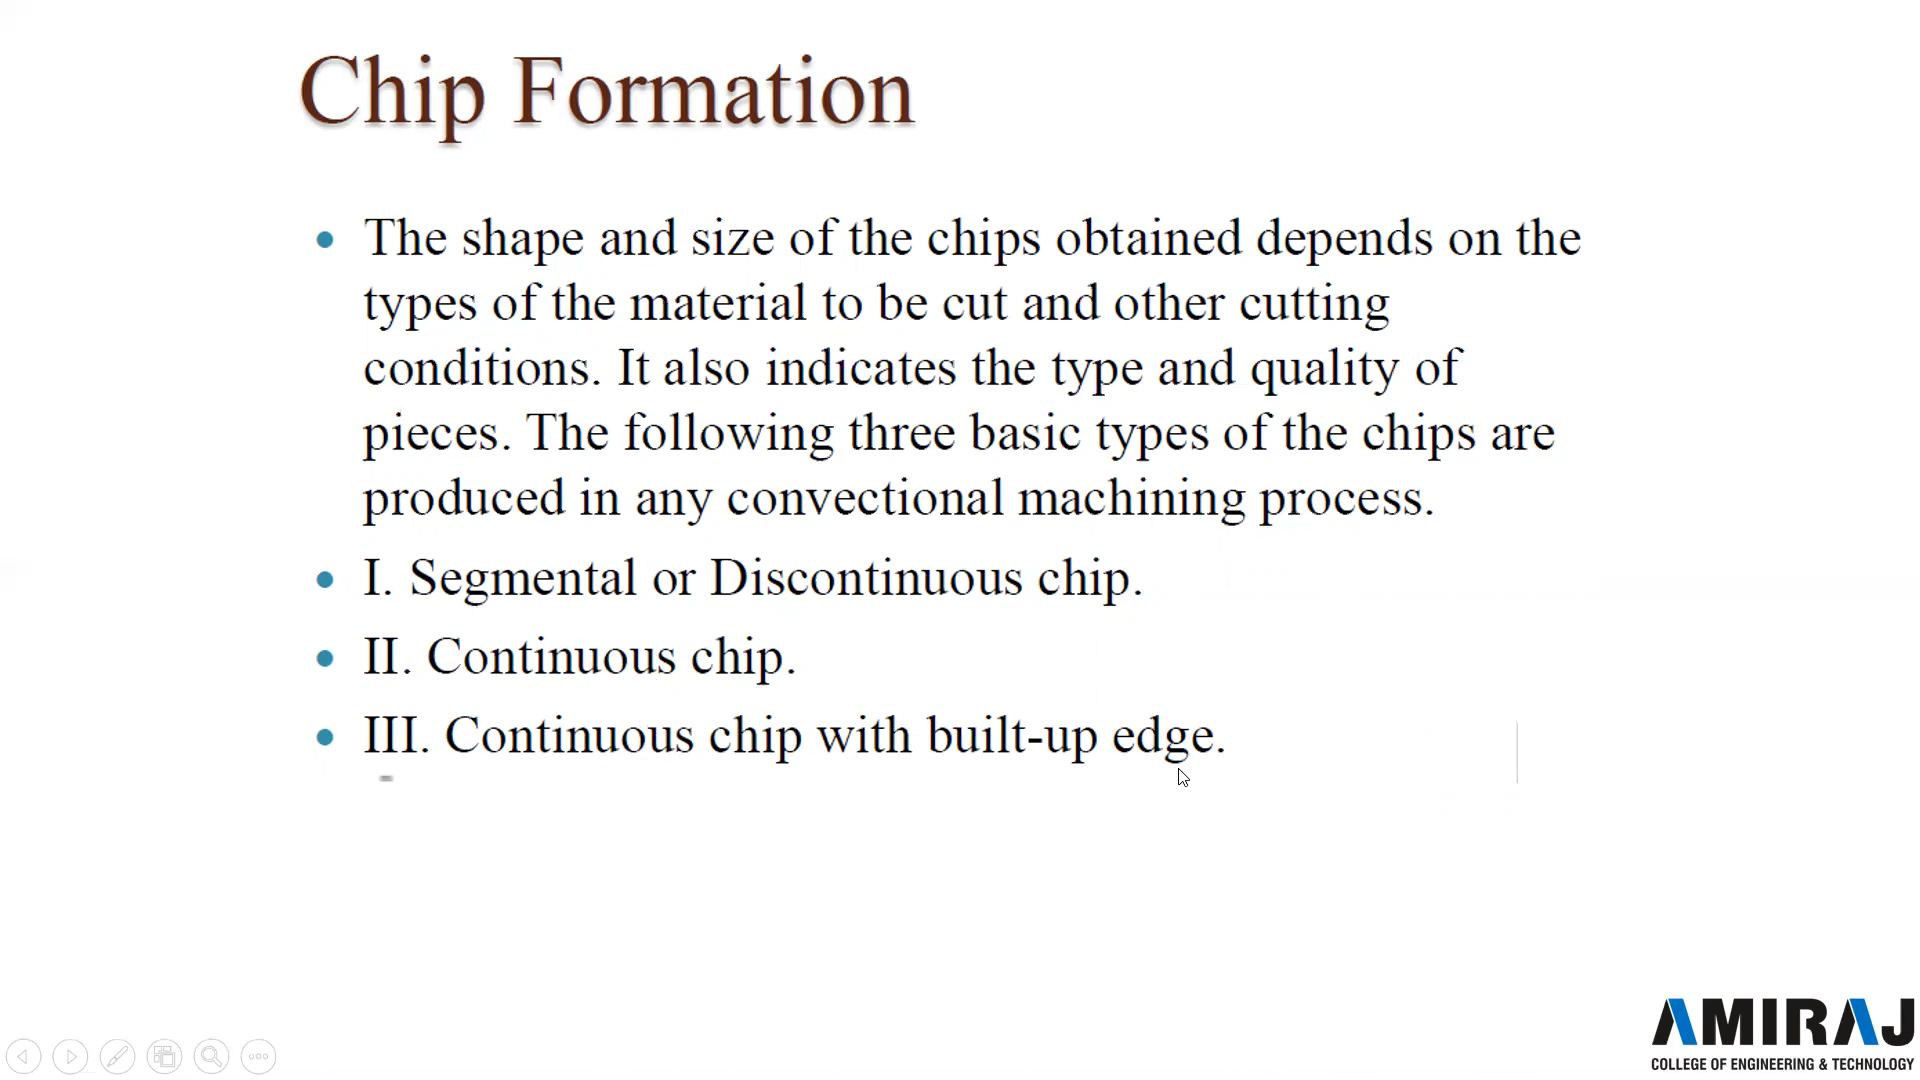 Chip Formation
• The shape and size of the chips obtained depends on the
types of the material to be cut and other cutting
conditions. It also indicates the type and quality of
pieces. The following three basic types of the chips are
produced in any convectional machining process.
• I. Segmental or Discontinuous chip.
• II. Continuous chip.
• III. Continuous chip with built-up edge.
AMIRAJ
COLLEGE OF ENGINEERING & TECHNOLOGY